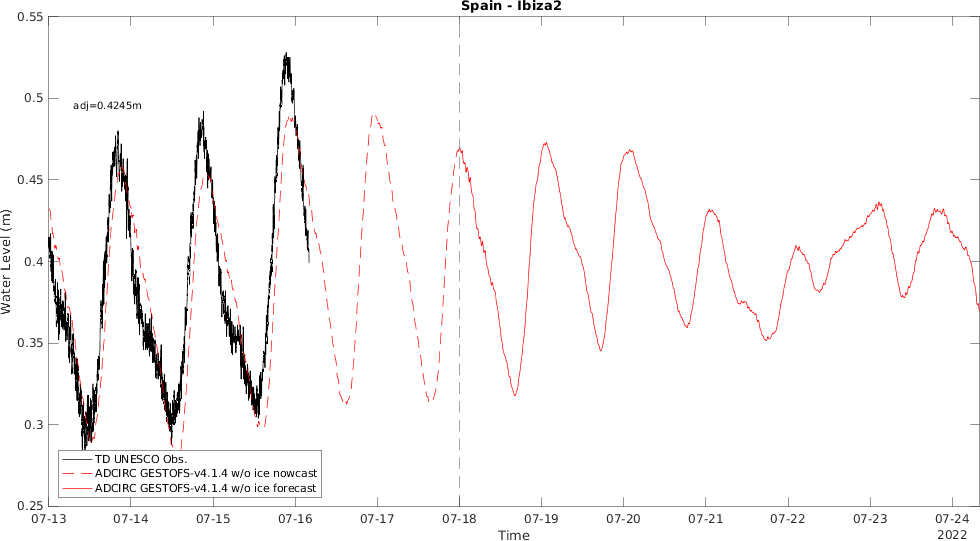 Spain - Ibiza2
0.55
0.5
0.45
0.4
0.35
0.3
0.25
Water Level (m)
adj=0.4245m
TD UNESCO Obs.
ADCIRC GESTOFS-v4.1.4 w/o ice nowcast
ADCIRC GESTOFS-v4.1.4 w/o ice forecast
07-13 07-14 07-15 07-16 07-17 07-18 07-19 07-20 07-21 07-22 07-23 07-24
Time
2022